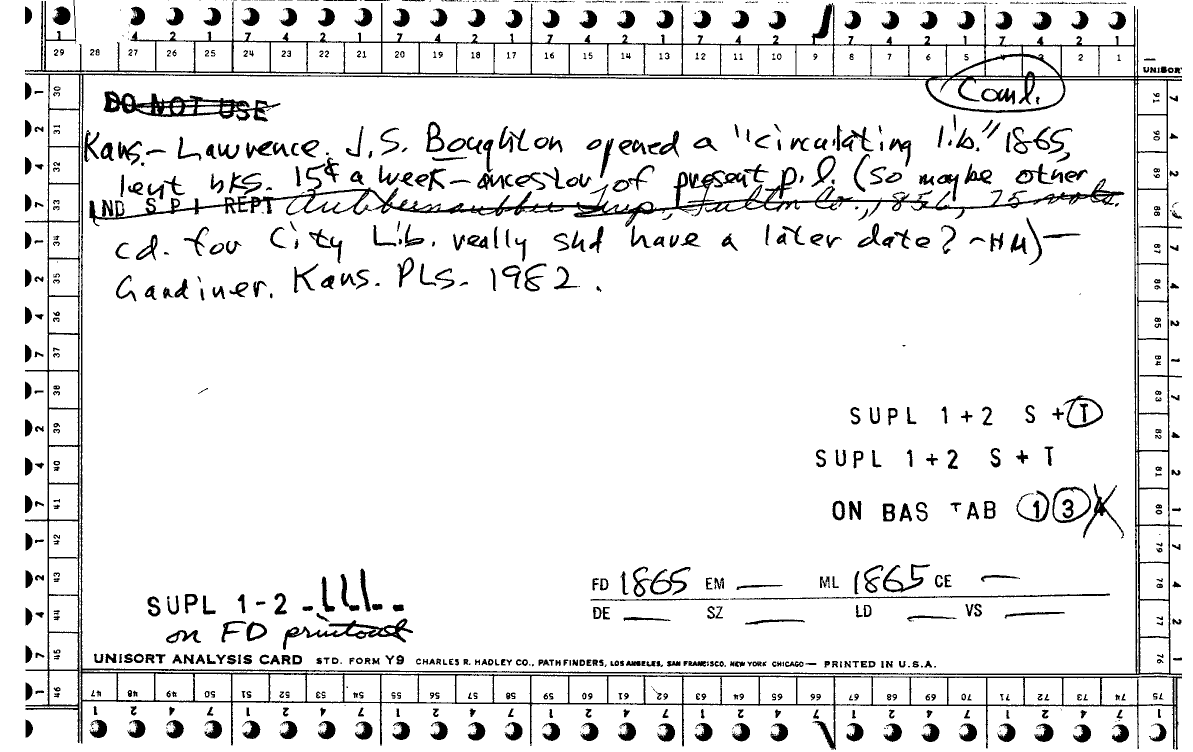 1 4 2 1 7 4 2 1 7 4 2 1 7 4 2 1 7 4 2 1 7 4 2 1 7 4 2 1
29 28 27 26 25 24 23 22 21 20 19 18 17 16 15 14 13 12 11 10 9 8 7 6 5 4 3 2 1
UNISORT
Coml.
DO NOT USE
Kans.- Lawrence. J.S. Boughton opened a "circulating lib." 1865,
lent bks. 15¢ a week - ancestor of present p.l. (So maybe other
IND SPI REPT Aubbeenaubbee Twp, Fulton Co., 1856, 75 vols.
cd. for City Lib. really shd have a later date? -HM) -
Gardiner. Kans. PLS. 1982.
SUPL 1+2 S + T
SUPL 1+2 S + T
ON BAS TAB 1 3
FD 1865 EM — ML 1865 CE —
DE — SZ — LD — VS —
SUPL 1-2
on FD printout
UNISORT ANALYSIS CARD STD. FORM Y9 CHARLES R. HADLEY CO., PATHFINDERS, LOS ANGELES, SAN FRANCISCO, NEW YORK CHICAGO — PRINTED IN U.S.A.
30 31 32 33 34 35 36 37 38 39 40 41 42 43 44 45 46
91 90 89 88 87 86 85 84 83 82 81 80 79 78 77 76
47 48 49 50 51 52 53 54 55 56 57 58 59 60 61 62 63 64 65 66 67 68 69 70 71 72 73 74 75